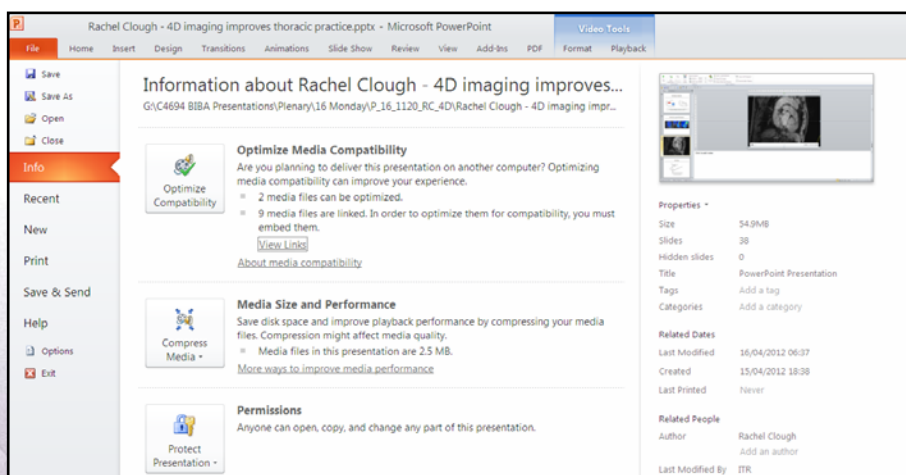 Rachel Clough - 4D imaging improves thoracic practice.pptx - Microsoft PowerPoint
Video Tools
File Home Insert Design Transitions Animations Slide Show Review View Add-Ins PDF Format Playback
Save
Save As
Open
Close
Info
Recent
New
Print
Save & Send
Help
Options
Exit
Information about Rachel Clough - 4D imaging improves...
G:\C4694 BIBA Presentations\Plenary\16 Monday\P_16_1120_RC_4D\Rachel Clough - 4D imaging impr...
Optimize
Compatibility
Optimize Media Compatibility
Are you planning to deliver this presentation on another computer? Optimizing
media compatibility can improve your experience.
2 media files can be optimized.
9 media files are linked. In order to optimize them for compatibility, you must
embed them.
View Links
About media compatibility
Compress
Media
Media Size and Performance
Save disk space and improve playback performance by compressing your media
files. Compression might affect media quality.
Media files in this presentation are 2.5 MB.
More ways to improve media performance
Protect
Presentation
Permissions
Anyone can open, copy, and change any part of this presentation.
Properties
Size 54.9MB
Slides 38
Hidden slides 0
Title PowerPoint Presentation
Tags Add a tag
Categories Add a category
Related Dates
Last Modified 16/04/2012 06:37
Created 15/04/2012 18:38
Last Printed Never
Related People
Author Rachel Clough
Add an author
Last Modified By ITR